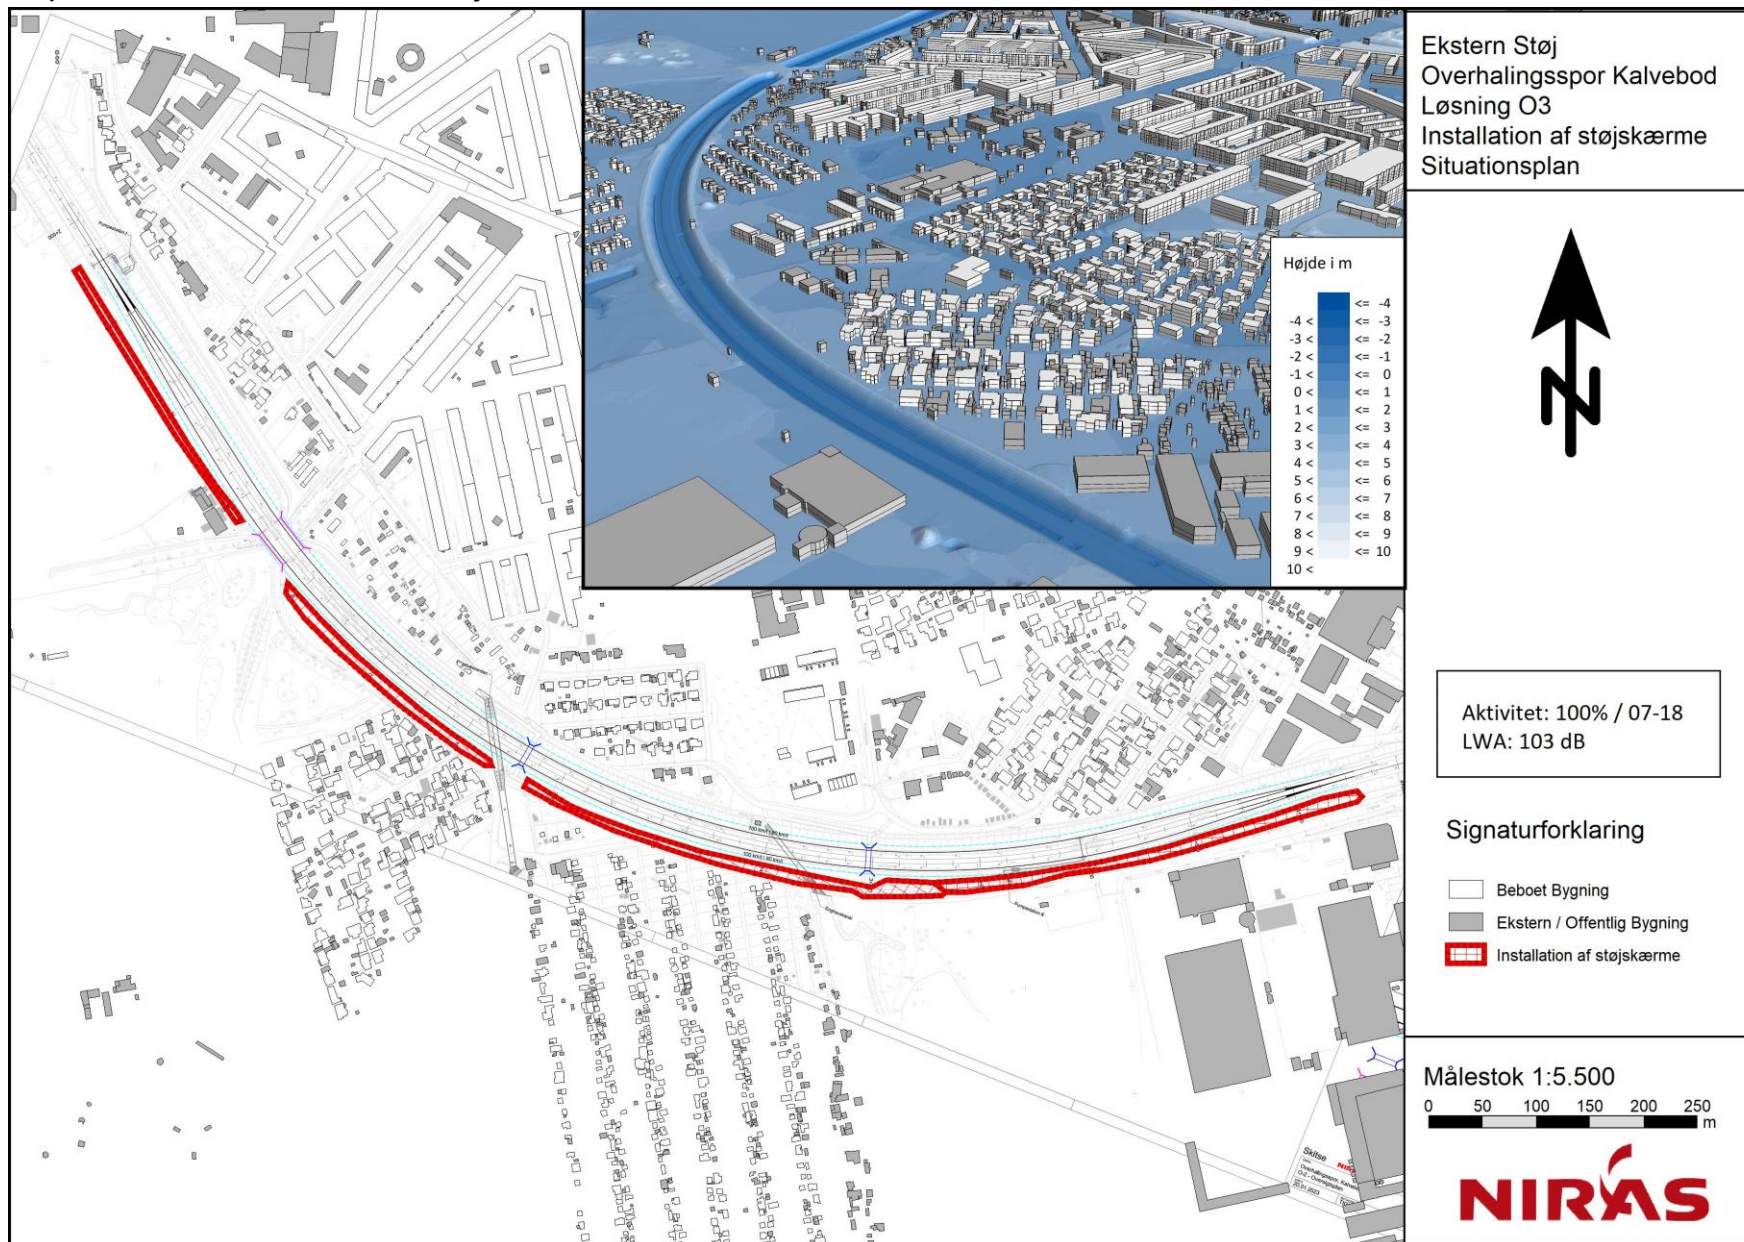 Ekstern Støj
Overhalingsspor Kalvebod
Løsning O3
Installation af støjskærme
Situationsplan
Højde i m
<= -4
-4 < <= -3
-3 < <= -2
-2 < <= -1
-1 < <= 0
0 < <= 1
1 < <= 2
2 < <= 3
3 < <= 4
4 < <= 5
5 < <= 6
6 < <= 7
7 < <= 8
8 < <= 9
9 < <= 10
10 <
Aktivitet: 100% / 07-18
LWA: 103 dB
Signaturforklaring
Beboet Bygning
Ekstern / Offentlig Bygning
Installation af støjskærme
Målestok 1:5.500
0 50 100 150 200 250
m
NIRAS
N
Skitse